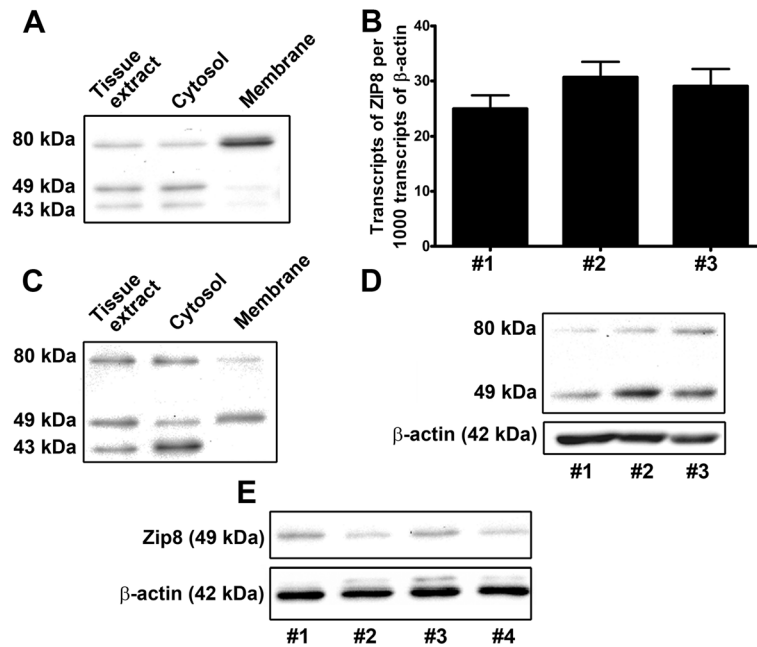 A
Tissue extract
Cytosol
Membrane
80 kDa
49 kDa
43 kDa
B
Transcripts of ZIP8 per
1000 transcripts of β-actin
40
30
20
10
0
#1
#2
#3
C
Tissue extract
Cytosol
Membrane
80 kDa
49 kDa
43 kDa
D
80 kDa
49 kDa
β-actin (42 kDa)
#1
#2
#3
E
Zip8 (49 kDa)
β-actin (42 kDa)
#1
#2
#3
#4